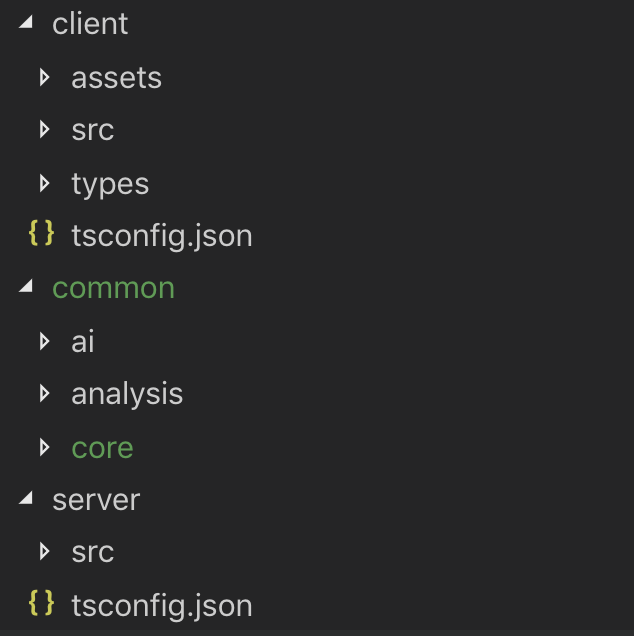 client
assets
src
types
{} tsconfig.json
common
ai
analysis
core
server
src
{} tsconfig.json